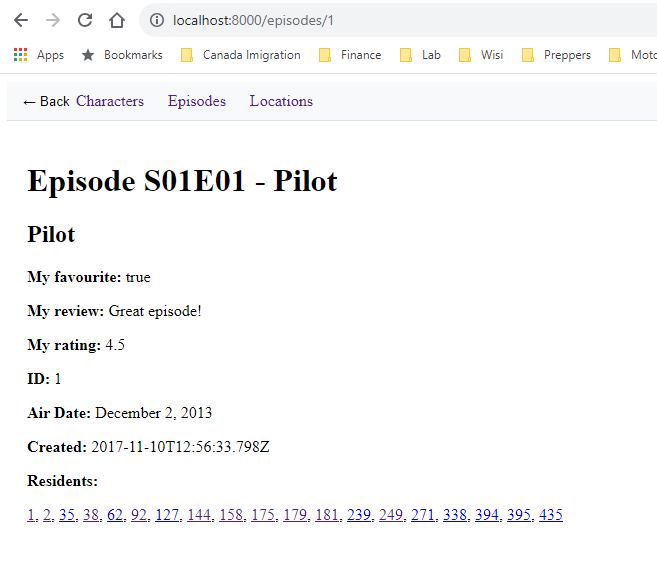 localhost:8000/episodes/1
Apps Bookmarks Canada Imigration Finance Lab Wisi Preppers Moto
← Back Characters Episodes Locations
Episode S01E01 - Pilot
Pilot
My favourite: true
My review: Great episode!
My rating: 4.5
ID: 1
Air Date: December 2, 2013
Created: 2017-11-10T12:56:33.798Z
Residents:
1, 2, 35, 38, 62, 92, 127, 144, 158, 175, 179, 181, 239, 249, 271, 338, 394, 395, 435